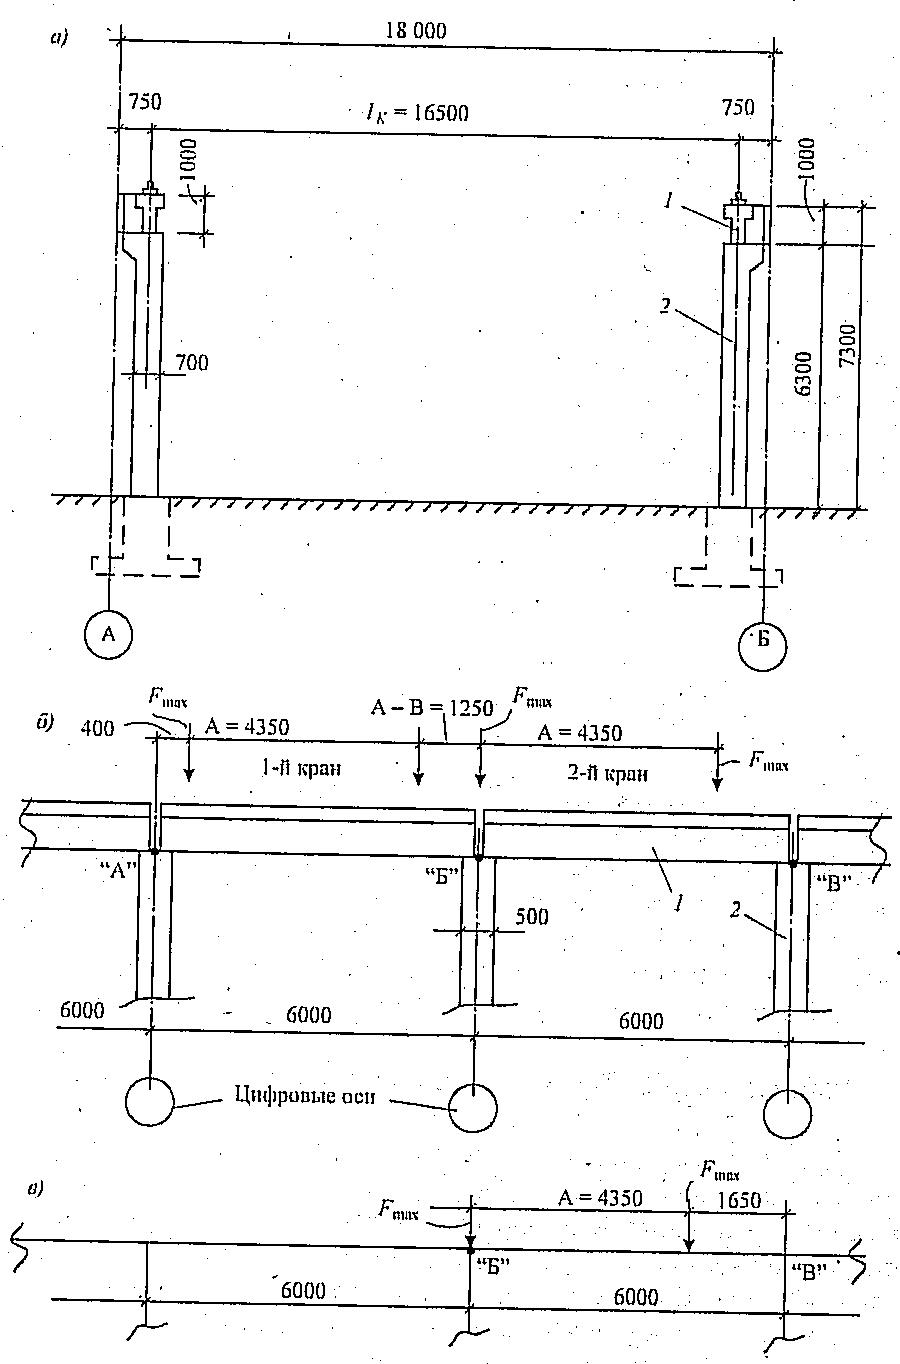 а)
18 000
750
l_K = 16500
750
1000
1000
1
2
700
6300
7300
А
Б
б)
F_max
400
А = 4350
А – В = 1250
F_max
А = 4350
F_max
1-й кран
2-й кран
“А”
“Б”
“В”
1
2
500
6000
6000
6000
Цифровые оси
в)
F_max
А = 4350
F_max
1650
“Б”
“В”
6000
6000